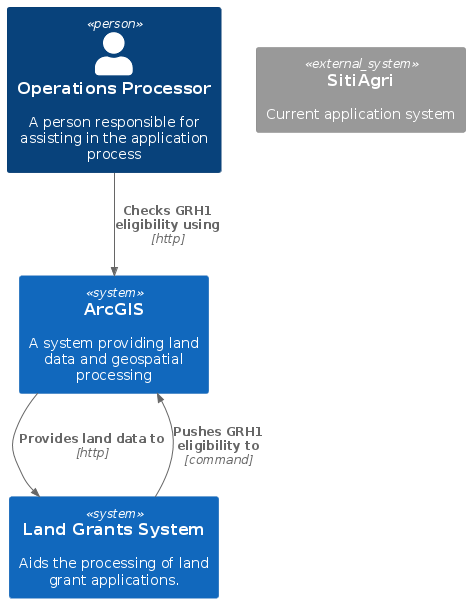 «person»
Operations Processor
A person responsible for
assisting in the application
process
«external_system»
SitiAgri
Current application system
Checks GRH1
eligibility using
[http]
«system»
ArcGIS
A system providing land
data and geospatial
processing
Provides land data to
[http]
Pushes GRH1
eligibility to
[command]
«system»
Land Grants System
Aids the processing of land
grant applications.